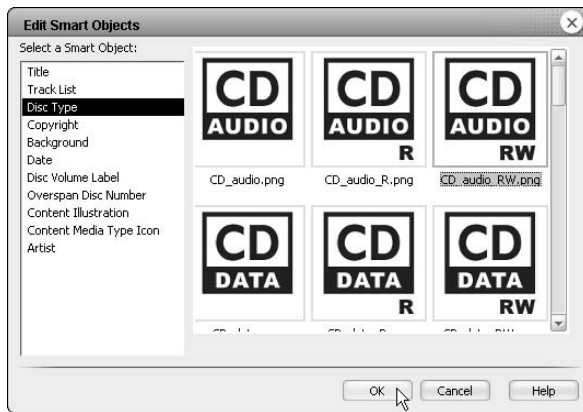 Edit Smart Objects
Select a Smart Object:
Title
Track List
Disc Type
Copyright
Background
Date
Disc Volume Label
Overspan Disc Number
Content Illustration
Content Media Type Icon
Artist
CD AUDIO
CD AUDIO R
CD AUDIO RW
CD_audio.png
CD_audio_R.png
CD_audio_RW.png
CD DATA
CD DATA R
CD DATA RW
OK
Cancel
Help